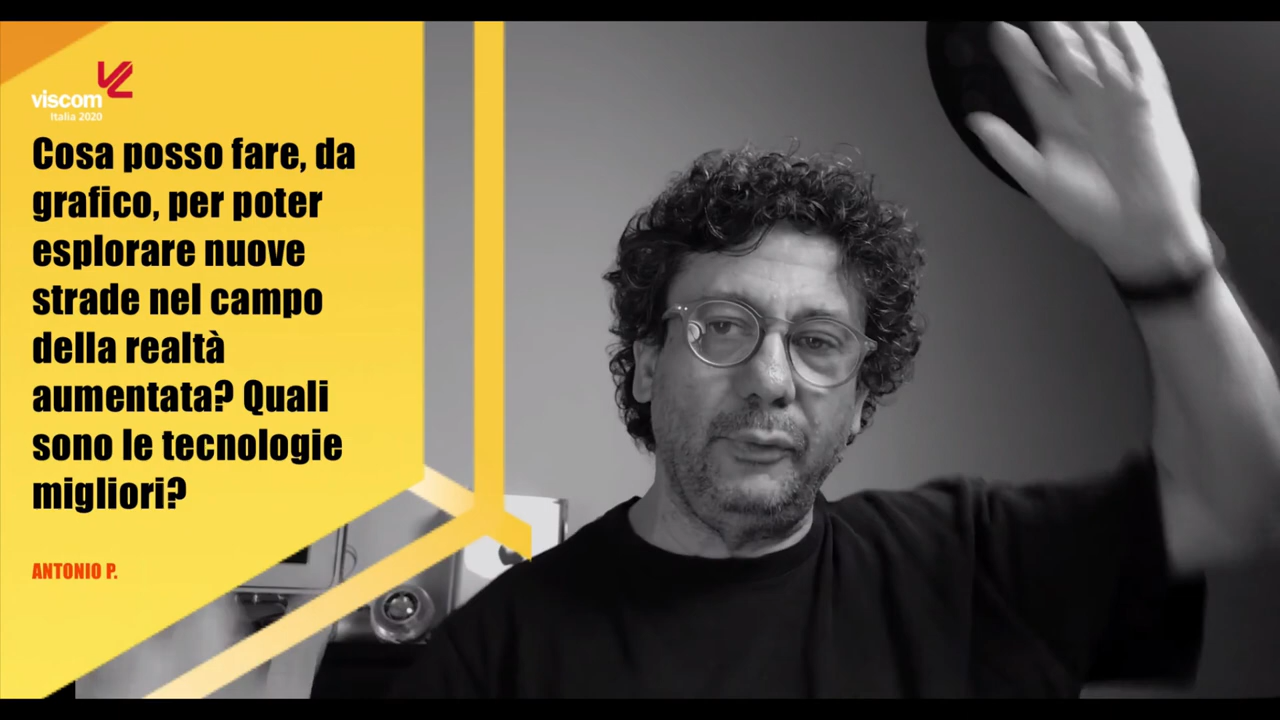 viscom
Italia 2020
Cosa posso fare, da
grafico, per poter
esplorare nuove
strade nel campo
della realtà
aumentata? Quali
sono le tecnologie
migliori?
ANTONIO P.